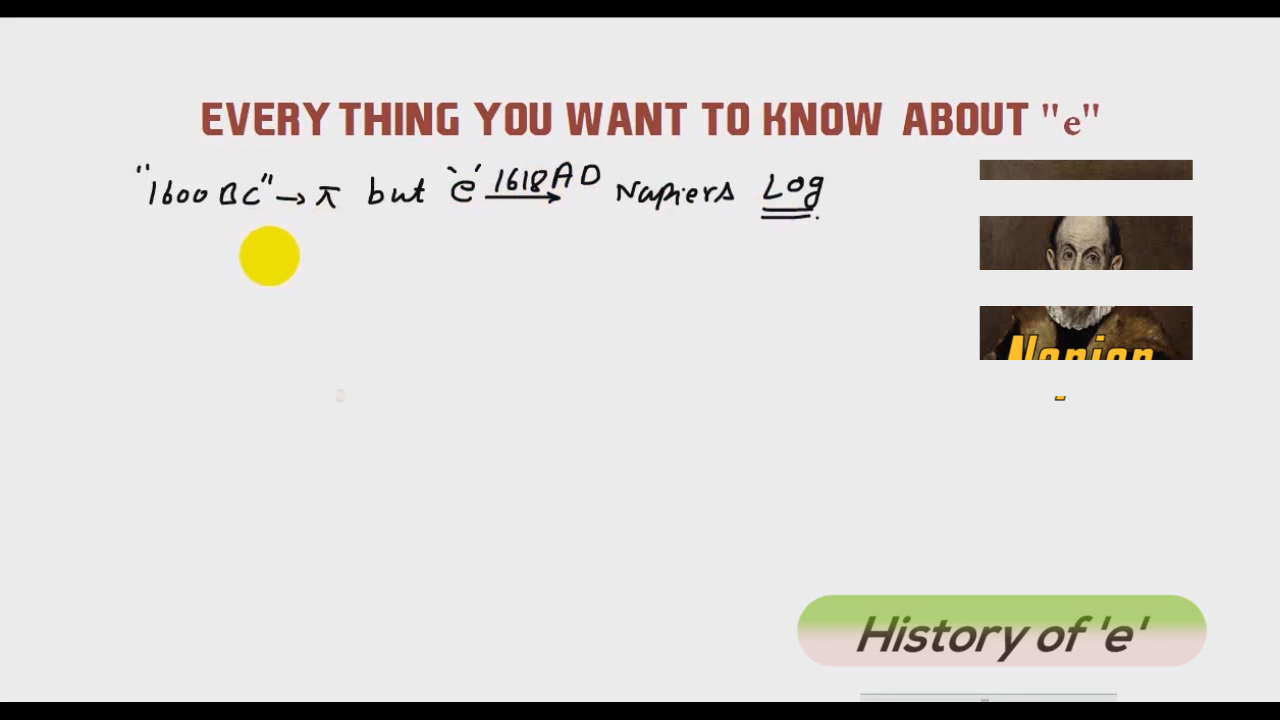 EVERY THING YOU WANT TO KNOW ABOUT "e"
"1600 BC" → π but 'e' 1618 AD Napiers Log.
History of 'e'